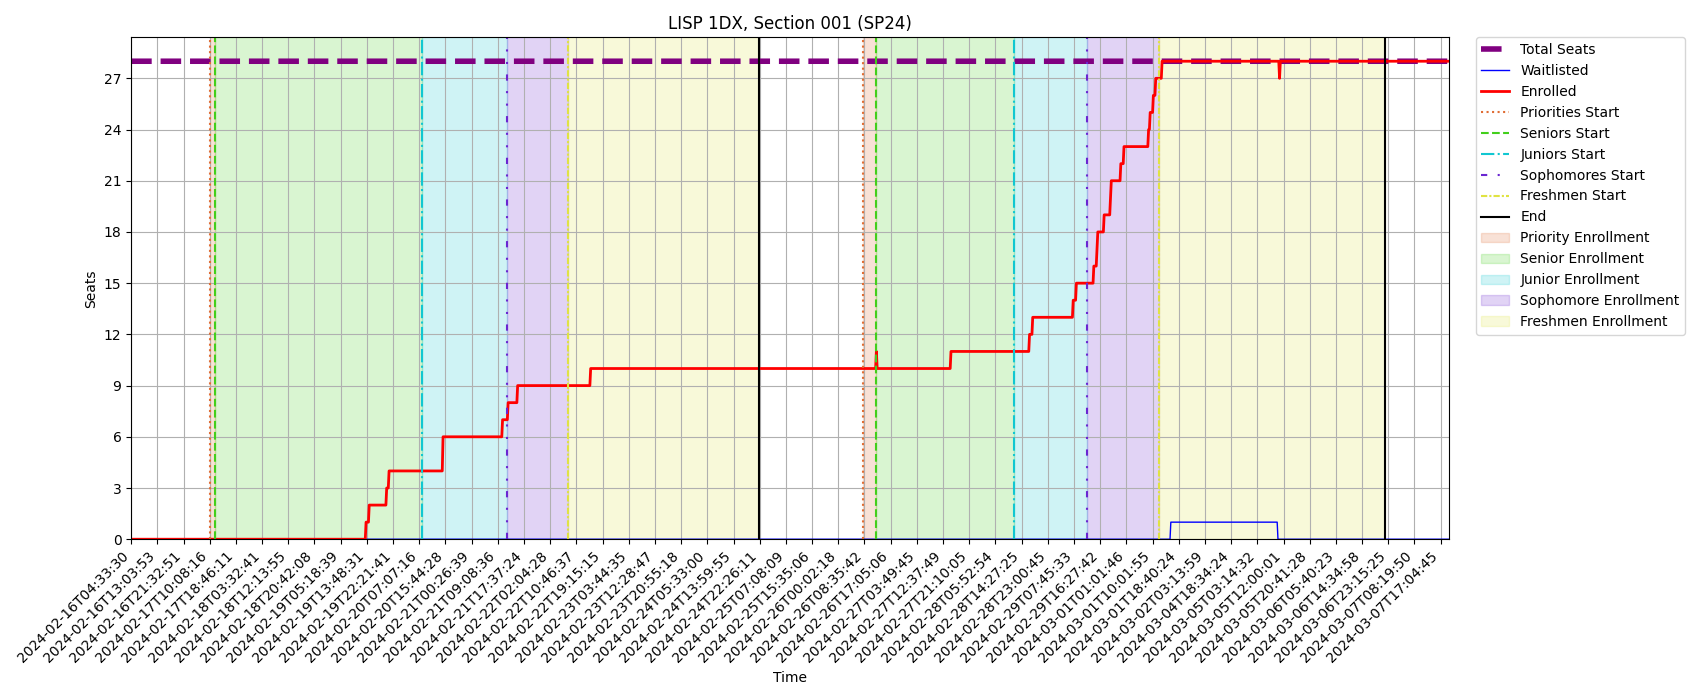 LISP 1DX, Section 001 (SP24)
Seats
27
24
21
18
15
12
9
6
3
0
2024-02-16T04:33:30
2024-02-16T13:03:53
2024-02-16T21:32:51
2024-02-17T10:08:16
2024-02-17T18:46:11
2024-02-18T03:32:41
2024-02-18T12:13:55
2024-02-18T20:42:08
2024-02-19T05:18:39
2024-02-19T13:48:31
2024-02-19T22:21:41
2024-02-20T07:07:16
2024-02-20T15:44:28
2024-02-21T00:26:39
2024-02-21T09:08:36
2024-02-21T17:37:24
2024-02-22T02:04:28
2024-02-22T10:46:37
2024-02-22T19:15:15
2024-02-23T03:44:35
2024-02-23T12:28:47
2024-02-23T20:55:18
2024-02-24T05:33:00
2024-02-24T13:59:55
2024-02-24T22:26:11
2024-02-25T07:08:09
2024-02-25T15:35:06
2024-02-26T00:02:18
2024-02-26T08:35:42
2024-02-26T17:05:06
2024-02-27T03:49:45
2024-02-27T12:37:49
2024-02-27T21:10:05
2024-02-28T05:52:54
2024-02-28T14:27:25
2024-02-28T23:00:45
2024-02-29T07:45:33
2024-02-29T16:27:42
2024-03-01T01:01:46
2024-03-01T10:01:55
2024-03-01T18:40:24
2024-03-02T03:13:59
2024-03-04T18:34:24
2024-03-05T03:14:32
2024-03-05T12:00:01
2024-03-05T20:41:28
2024-03-06T05:40:23
2024-03-06T14:34:58
2024-03-06T23:15:25
2024-03-07T08:19:50
2024-03-07T17:04:45
Time
Total Seats
Waitlisted
Enrolled
Priorities Start
Seniors Start
Juniors Start
Sophomores Start
Freshmen Start
End
Priority Enrollment
Senior Enrollment
Junior Enrollment
Sophomore Enrollment
Freshmen Enrollment